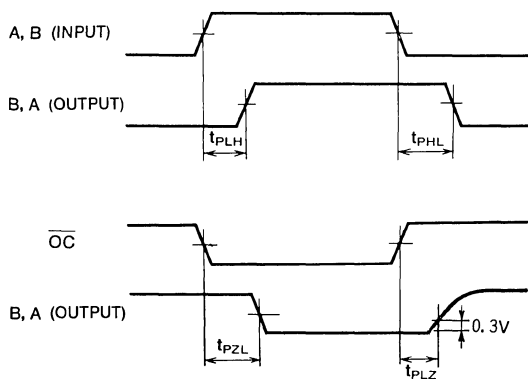 A, B (INPUT)
B, A (OUTPUT)
tPLH
tPHL
OC
B, A (OUTPUT)
0.3V
tPZL
tPLZ